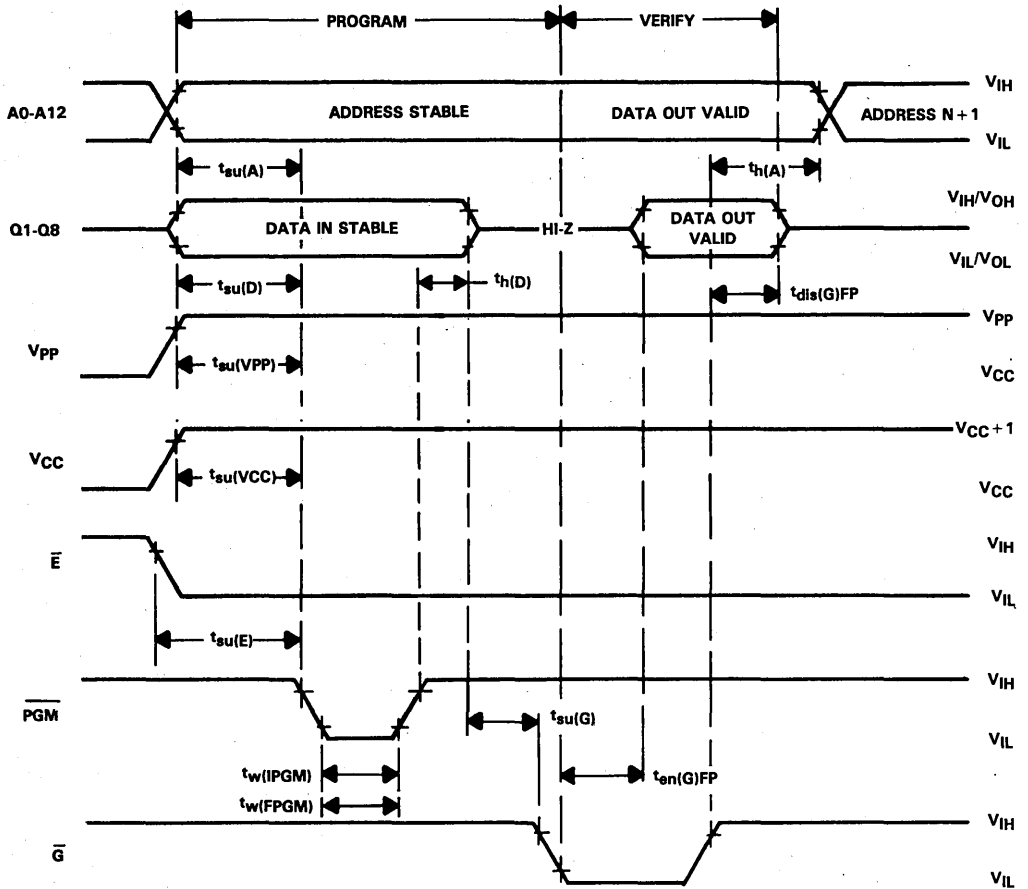 PROGRAM
VERIFY
A0-A12
ADDRESS STABLE
DATA OUT VALID
ADDRESS N + 1
VIH
VIL
tsu(A)
th(A)
Q1-Q8
DATA IN STABLE
HI-Z
DATA OUT
VALID
VIH/VOH
VIL/VOL
tsu(D)
th(D)
tdis(G)FP
VPP
tsu(VPP)
VPP
VCC
VCC
tsu(VCC)
VCC + 1
VCC
E̅
VIH
VIL
tsu(E)
P̅G̅M̅
VIH
VIL
tsu(G)
tw(IPGM)
tw(FPGM)
ten(G)FP
G̅
VIH
VIL